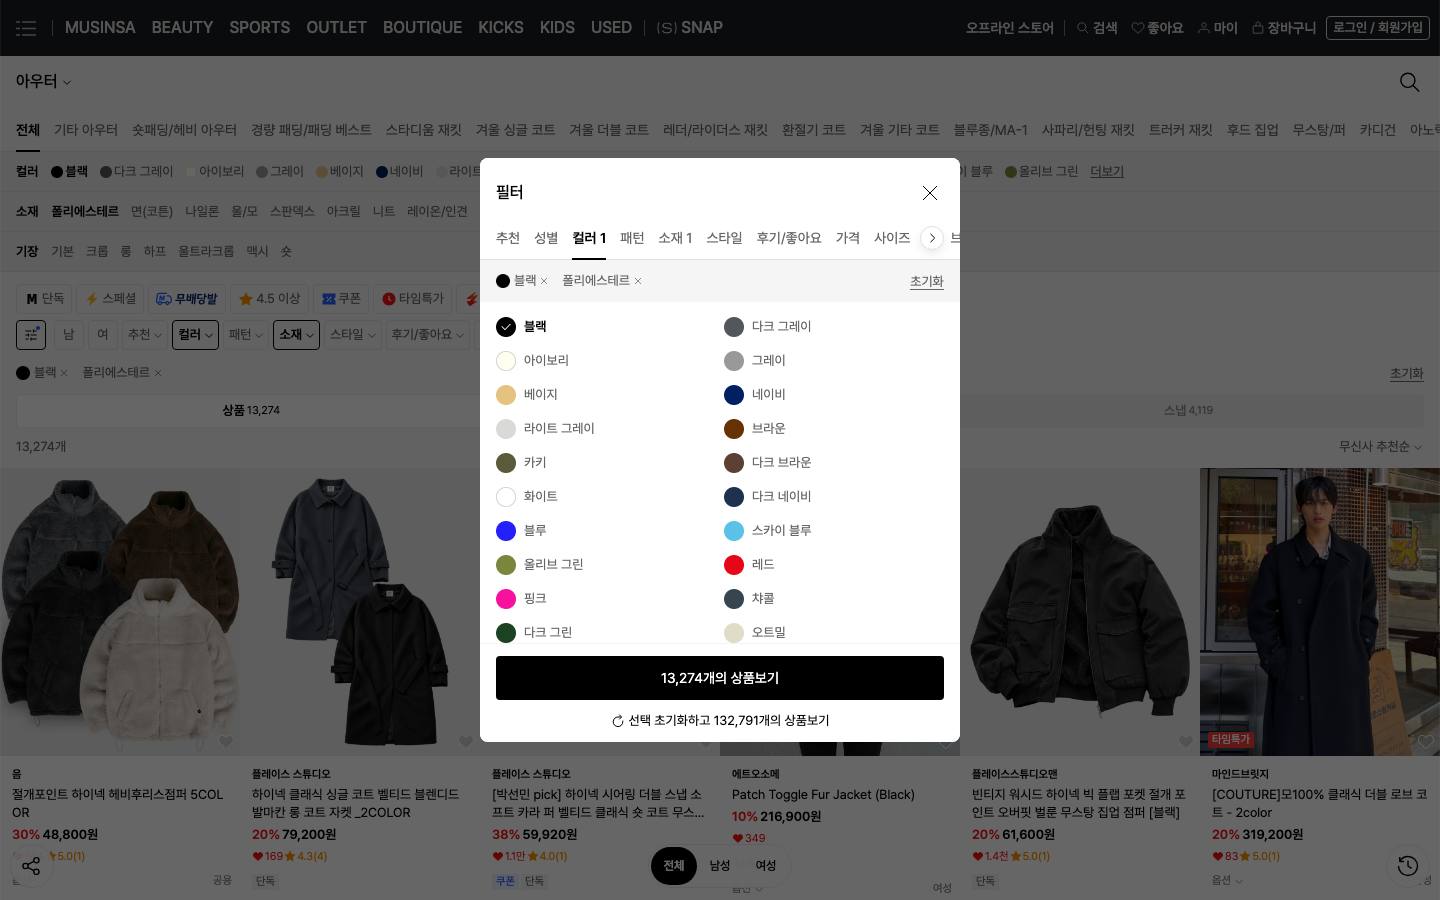 MUSINSA BEAUTY SPORTS OUTLET BOUTIQUE KICKS KIDS USED (S) SNAP 오프라인 스토어 검색 좋아요 마이 장바구니 로그인 / 회원가입
아우터
전체 기타 아우터 숏패딩/헤비 아우터 경량 패딩/패딩 베스트 스타디움 재킷 겨울 싱글 코트 겨울 더블 코트 레더/라이더스 재킷 환절기 코트 겨울 기타 코트 블루종/MA-1 사파리/헌팅 재킷 트러커 재킷 후드 집업 무스탕/퍼 카디건
컬러 블랙 다크 그레이 아이보리 그레이 베이지 네이비 블루 올리브 그린 더보기
소재 폴리에스테르 면(코튼) 나일론 울/모 스판덱스 아크릴 니트 레이온/인견
기장 기본 크롭 롱 하프 울트라크롭 맥시 숏
M 단독 스페셜 무배당발 4.5 이상 쿠폰 타임특가
남 여 추천 컬러 패턴 소재 스타일 후기/좋아요
블랙 폴리에스테르 초기화
상품 13,274 스냅 4,119
13,274개 무신사 추천순
필터
추천 성별 컬러 1 패턴 소재 1 스타일 후기/좋아요 가격 사이즈 브
블랙 폴리에스테르 초기화
블랙 다크 그레이
아이보리 그레이
베이지 네이비
라이트 그레이 브라운
카키 다크 브라운
화이트 다크 네이비
블루 스카이 블루
올리브 그린 레드
핑크 챠콜
다크 그린 오트밀
13,274개의 상품보기
선택 초기화하고 132,791개의 상품보기
타임특가
음
절개포인트 하이넥 헤비후리스점퍼 5COL
OR
30% 48,800원
5.0(1)
공용
플레이스 스튜디오
하이넥 클래식 싱글 코트 벨티드 블렌디드
발마칸 롱 코트 자켓 _2COLOR
20% 79,200원
169 4.3(4)
단독
플레이스 스튜디오
[박선민 pick] 하이넥 시어링 더블 스냅 소
프트 카라 퍼 벨티드 클래식 숏 코트 무스...
38% 59,920원
1.1만 4.0(1)
쿠폰 단독
에트오소메
Patch Toggle Fur Jacket (Black)
10% 216,900원
349
옵션 여성
플레이스스튜디오맨
빈티지 워시드 하이넥 빅 플랩 포켓 절개 포
인트 오버핏 벌룬 무스탕 집업 점퍼 [블랙]
20% 61,600원
1.4천 5.0(1)
단독
마인드브릿지
[COUTURE]모100% 클래식 더블 로브 코
트 - 2color
20% 319,200원
83 5.0(1)
옵션
전체 남성 여성